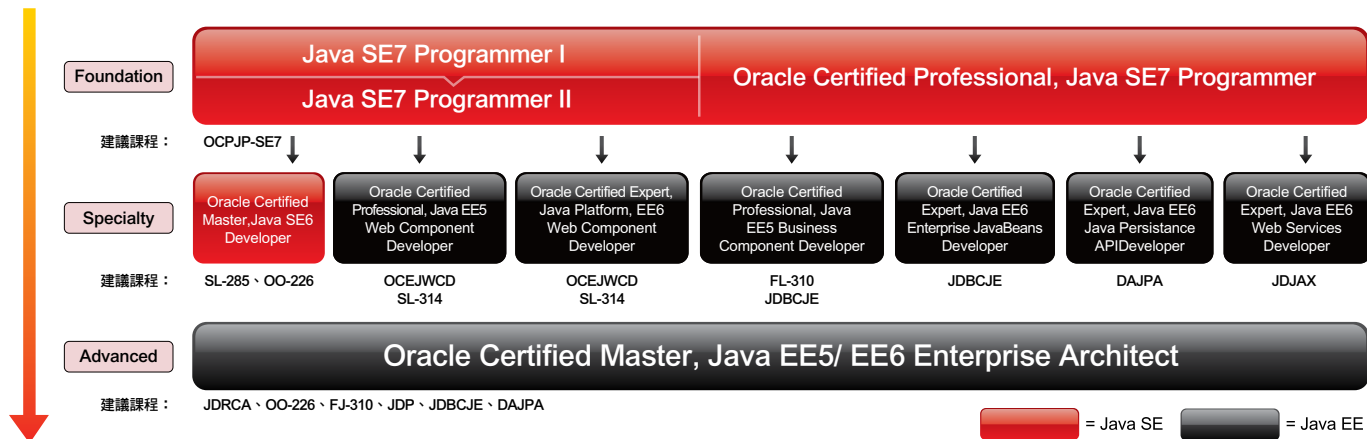 Java SE7 Programmer I
Java SE7 Programmer II
Oracle Certified Professional, Java SE7 Programmer
Foundation
建議課程：
OCPJP-SE7
Specialty
Oracle Certified
Master,Java SE6
Developer
Oracle Certified
Professional, Java EE5
Web Component
Developer
Oracle Certified Expert,
Java Platform, EE6
Web Component
Developer
Oracle Certified
Professional, Java
EE5 Business
Component Developer
Oracle Certified
Expert, Java EE6
Enterprise JavaBeans
Developer
Oracle Certified
Expert, Java EE6
Java Persistance
APIDeveloper
Oracle Certified
Expert, Java EE6
Web Services
Developer
建議課程：
SL-285、OO-226
OCEJWCD
SL-314
OCEJWCD
SL-314
FL-310
JDBCJE
JDBCJE
DAJPA
JDJAX
Advanced
Oracle Certified Master, Java EE5/ EE6 Enterprise Architect
建議課程：
JDRCA、OO-226、FJ-310、JDP、JDBCJE、DAJPA
= Java SE
= Java EE